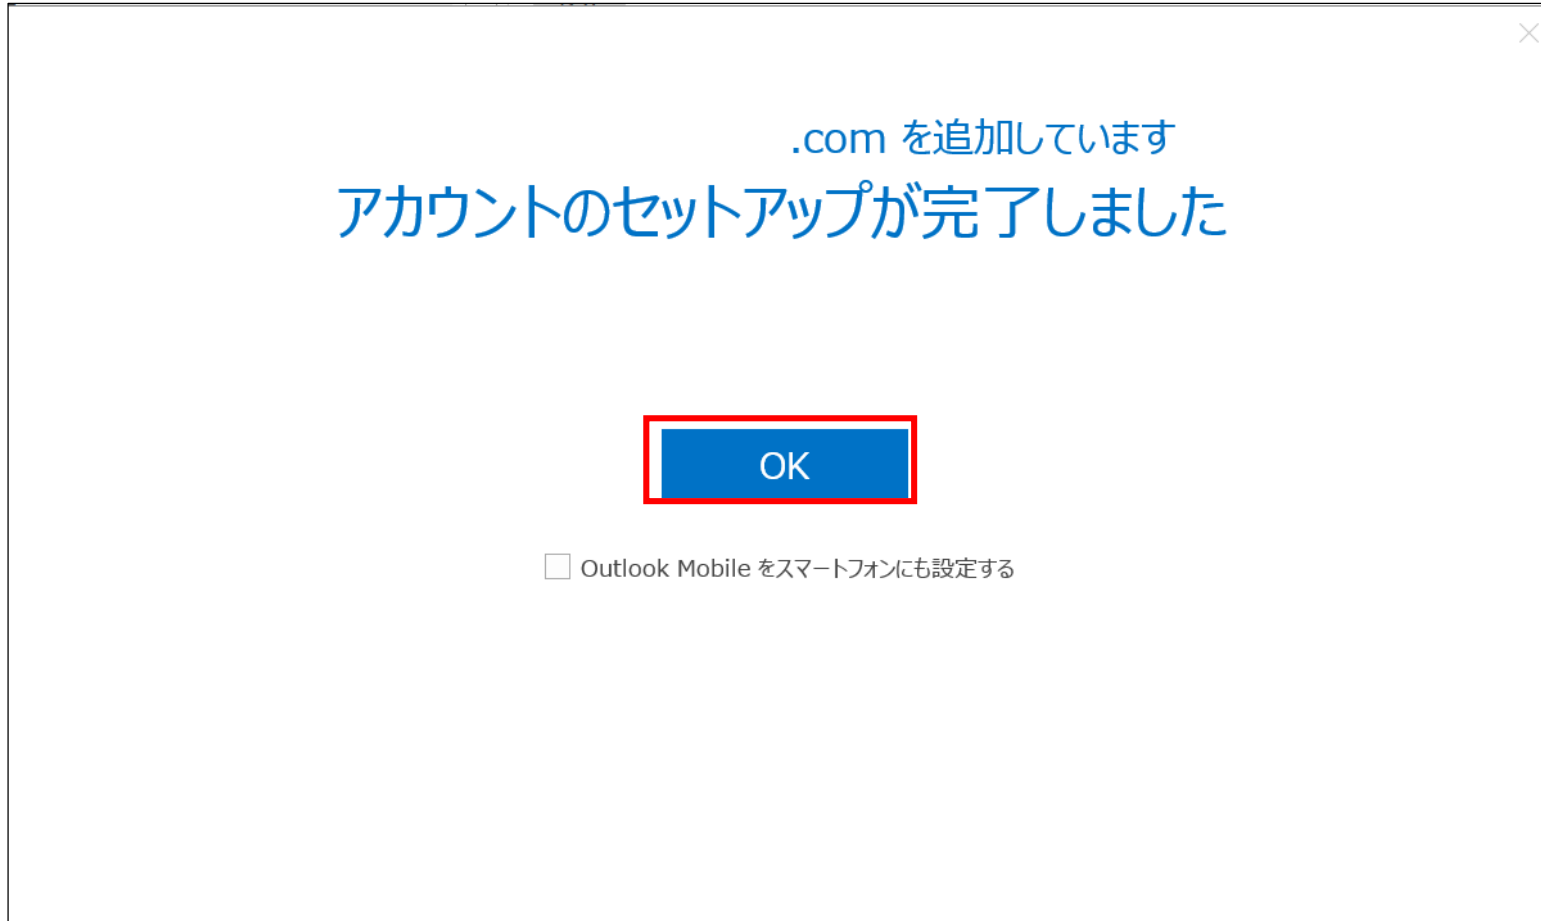 .com を追加しています
アカウントのセットアップが完了しました
OK
Outlook Mobile をスマートフォンにも設定する